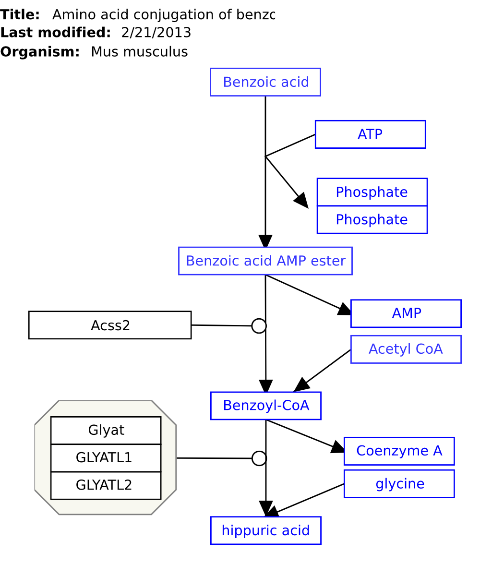 Title: Amino acid conjugation of benzc
Last modified: 2/21/2013
Organism: Mus musculus
Benzoic acid
ATP
Phosphate
Phosphate
Benzoic acid AMP ester
AMP
Acss2
Acetyl CoA
Benzoyl-CoA
Glyat
Coenzyme A
GLYATL1
glycine
GLYATL2
hippuric acid